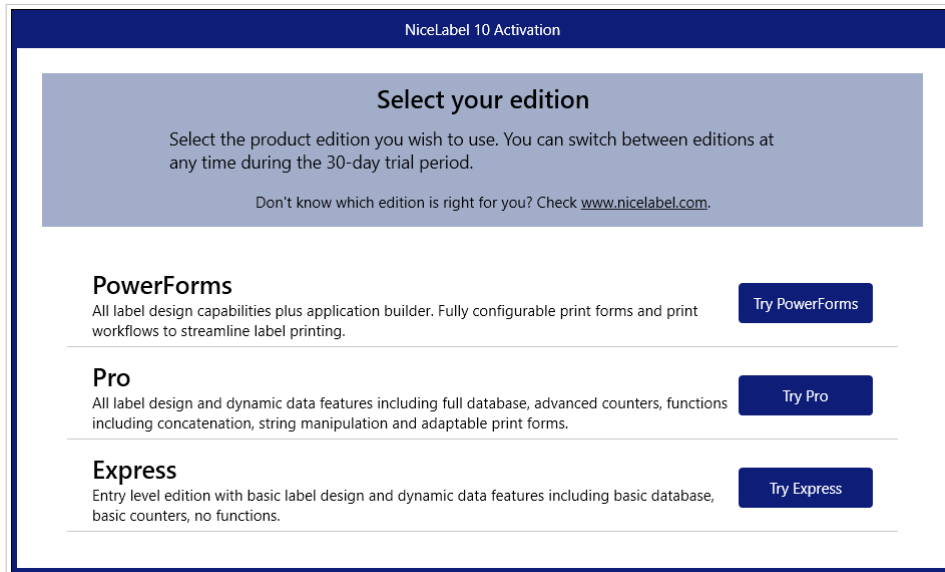 NiceLabel 10 Activation
Select your edition
Select the product edition you wish to use. You can switch between editions at
any time during the 30-day trial period.
Don't know which edition is right for you? Check www.nicelabel.com.
PowerForms
All label design capabilities plus application builder. Fully configurable print forms and print
workflows to streamline label printing.
Try PowerForms
Pro
All label design and dynamic data features including full database, advanced counters, functions
including concatenation, string manipulation and adaptable print forms.
Try Pro
Express
Entry level edition with basic label design and dynamic data features including basic database,
basic counters, no functions.
Try Express